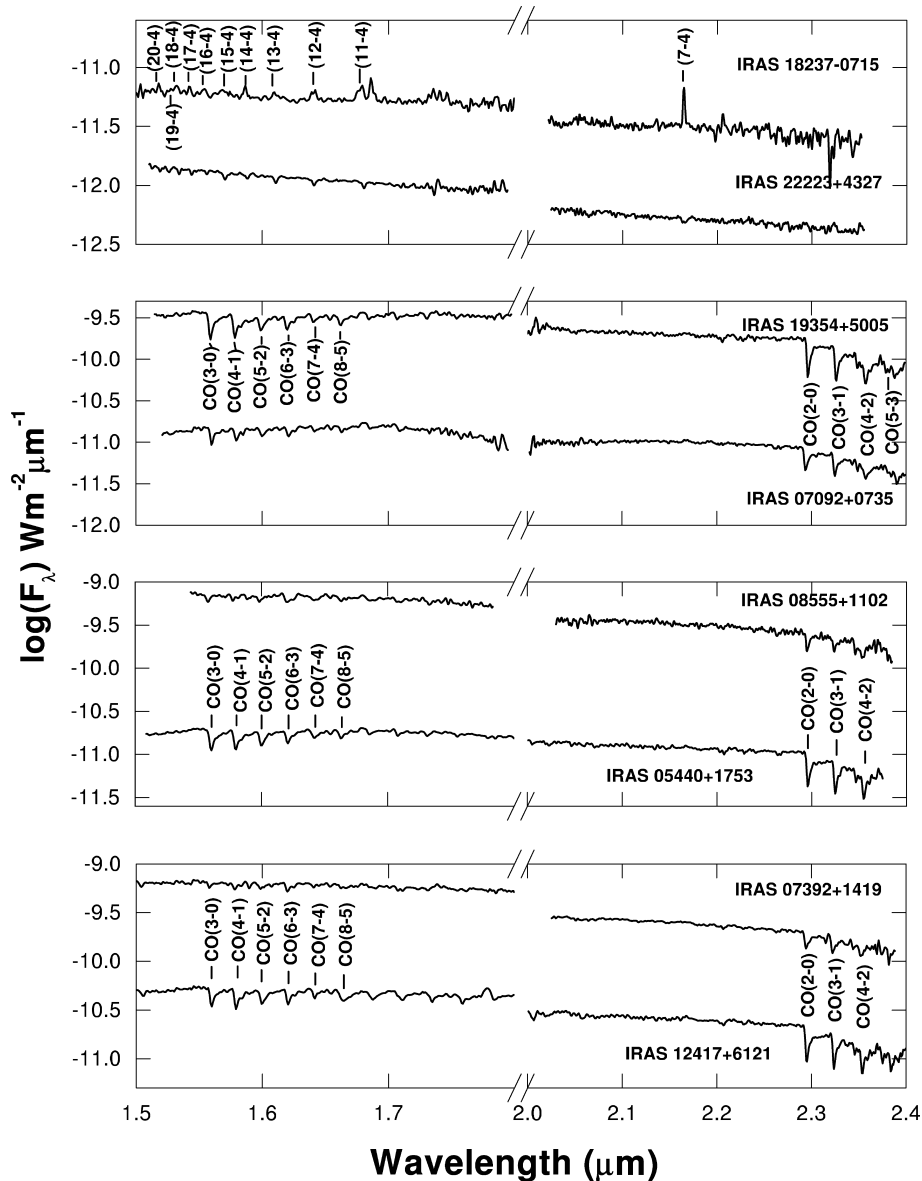 (20-4)
(18-4)
(17-4)
(16-4)
(15-4)
(14-4)
(13-4)
(12-4)
(11-4)
(7-4)
(19-4)
IRAS 18237-0715
IRAS 22223+4327
-11.0
-11.5
-12.0
-12.5
-9.5
-10.0
-10.5
-11.0
-11.5
-12.0
IRAS 19354+5005
CO(3-0)
CO(4-1)
CO(5-2)
CO(6-3)
CO(7-4)
CO(8-5)
CO(2-0)
CO(3-1)
CO(4-2)
CO(5-3)
IRAS 07092+0735
log(Fλ) Wm-2μm-1
-9.0
-9.5
-10.0
-10.5
-11.0
-11.5
IRAS 08555+1102
CO(3-0)
CO(4-1)
CO(5-2)
CO(6-3)
CO(7-4)
CO(8-5)
CO(2-0)
CO(3-1)
CO(4-2)
IRAS 05440+1753
-9.0
-9.5
-10.0
-10.5
-11.0
IRAS 07392+1419
CO(3-0)
CO(4-1)
CO(5-2)
CO(6-3)
CO(7-4)
CO(8-5)
CO(2-0)
CO(3-1)
CO(4-2)
IRAS 12417+6121
1.5 1.6 1.7 2.0 2.1 2.2 2.3 2.4
Wavelength (μm)